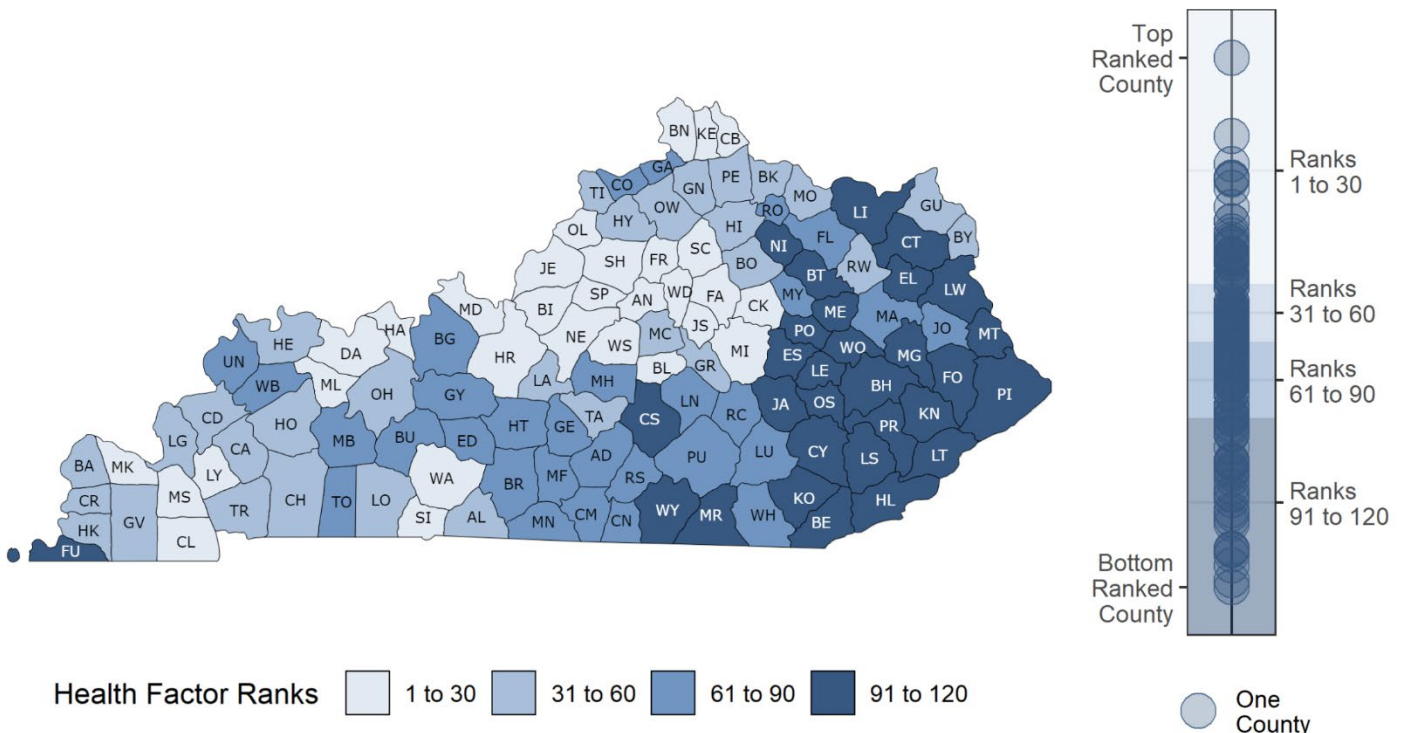 Top
Ranked
County
Ranks
1 to 30
Ranks
31 to 60
Ranks
61 to 90
Ranks
91 to 120
Bottom
Ranked
County
One
County
BN KE CB
GA
CO PE BK
TI GN MO
OW RO LI GU
HY HI
OL SC FL
NI CT BY
JE SH FR BO RW
BT EL
SP WD FA LW
AN CK MY
MD BI ME MA JO
HA JS PO MT
BG NE WS MC
HE DA HR MI ES WO MG
UN BL GR LE
WB ML LA MH BH FO PI
OH GY LN JA OS
CD HO TA CS RC KN
HT GE PR
LG CA MB BU ED AD PU LU CY LS LT
BA MK LY WA MF RS
MS BR
CR TR CH TO LO KO HL
HK GV SI AL MN CM CN WY MR WH BE
FU CL
Health Factor Ranks 1 to 30 31 to 60 61 to 90 91 to 120